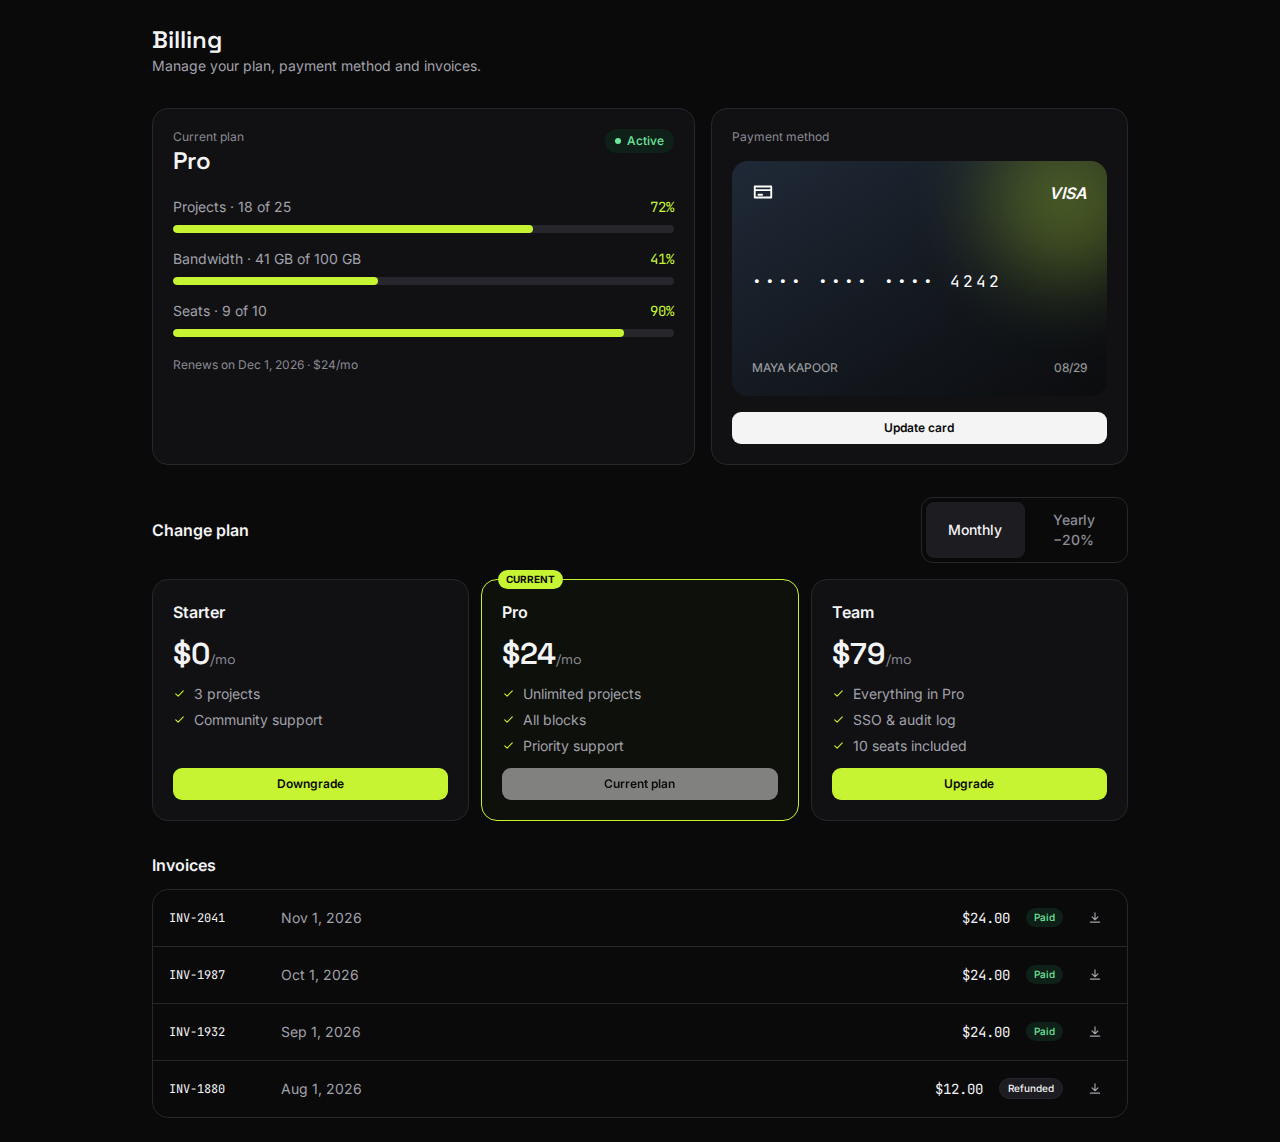 Billing
Manage your plan, payment method and invoices.
Current plan
Active
Pro
Projects · 18 of 25 72%
Bandwidth · 41 GB of 100 GB 41%
Seats · 9 of 10 90%
Renews on Dec 1, 2026 · $24/mo
Payment method
VISA
•••• •••• •••• 4242
MAYA KAPOOR 08/29
Update card
Change plan
Monthly
Yearly
−20%
Starter
$0/mo
3 projects
Community support
Downgrade
CURRENT
Pro
$24/mo
Unlimited projects
All blocks
Priority support
Current plan
Team
$79/mo
Everything in Pro
SSO & audit log
10 seats included
Upgrade
Invoices
INV-2041 Nov 1, 2026 $24.00 Paid
INV-1987 Oct 1, 2026 $24.00 Paid
INV-1932 Sep 1, 2026 $24.00 Paid
INV-1880 Aug 1, 2026 $12.00 Refunded